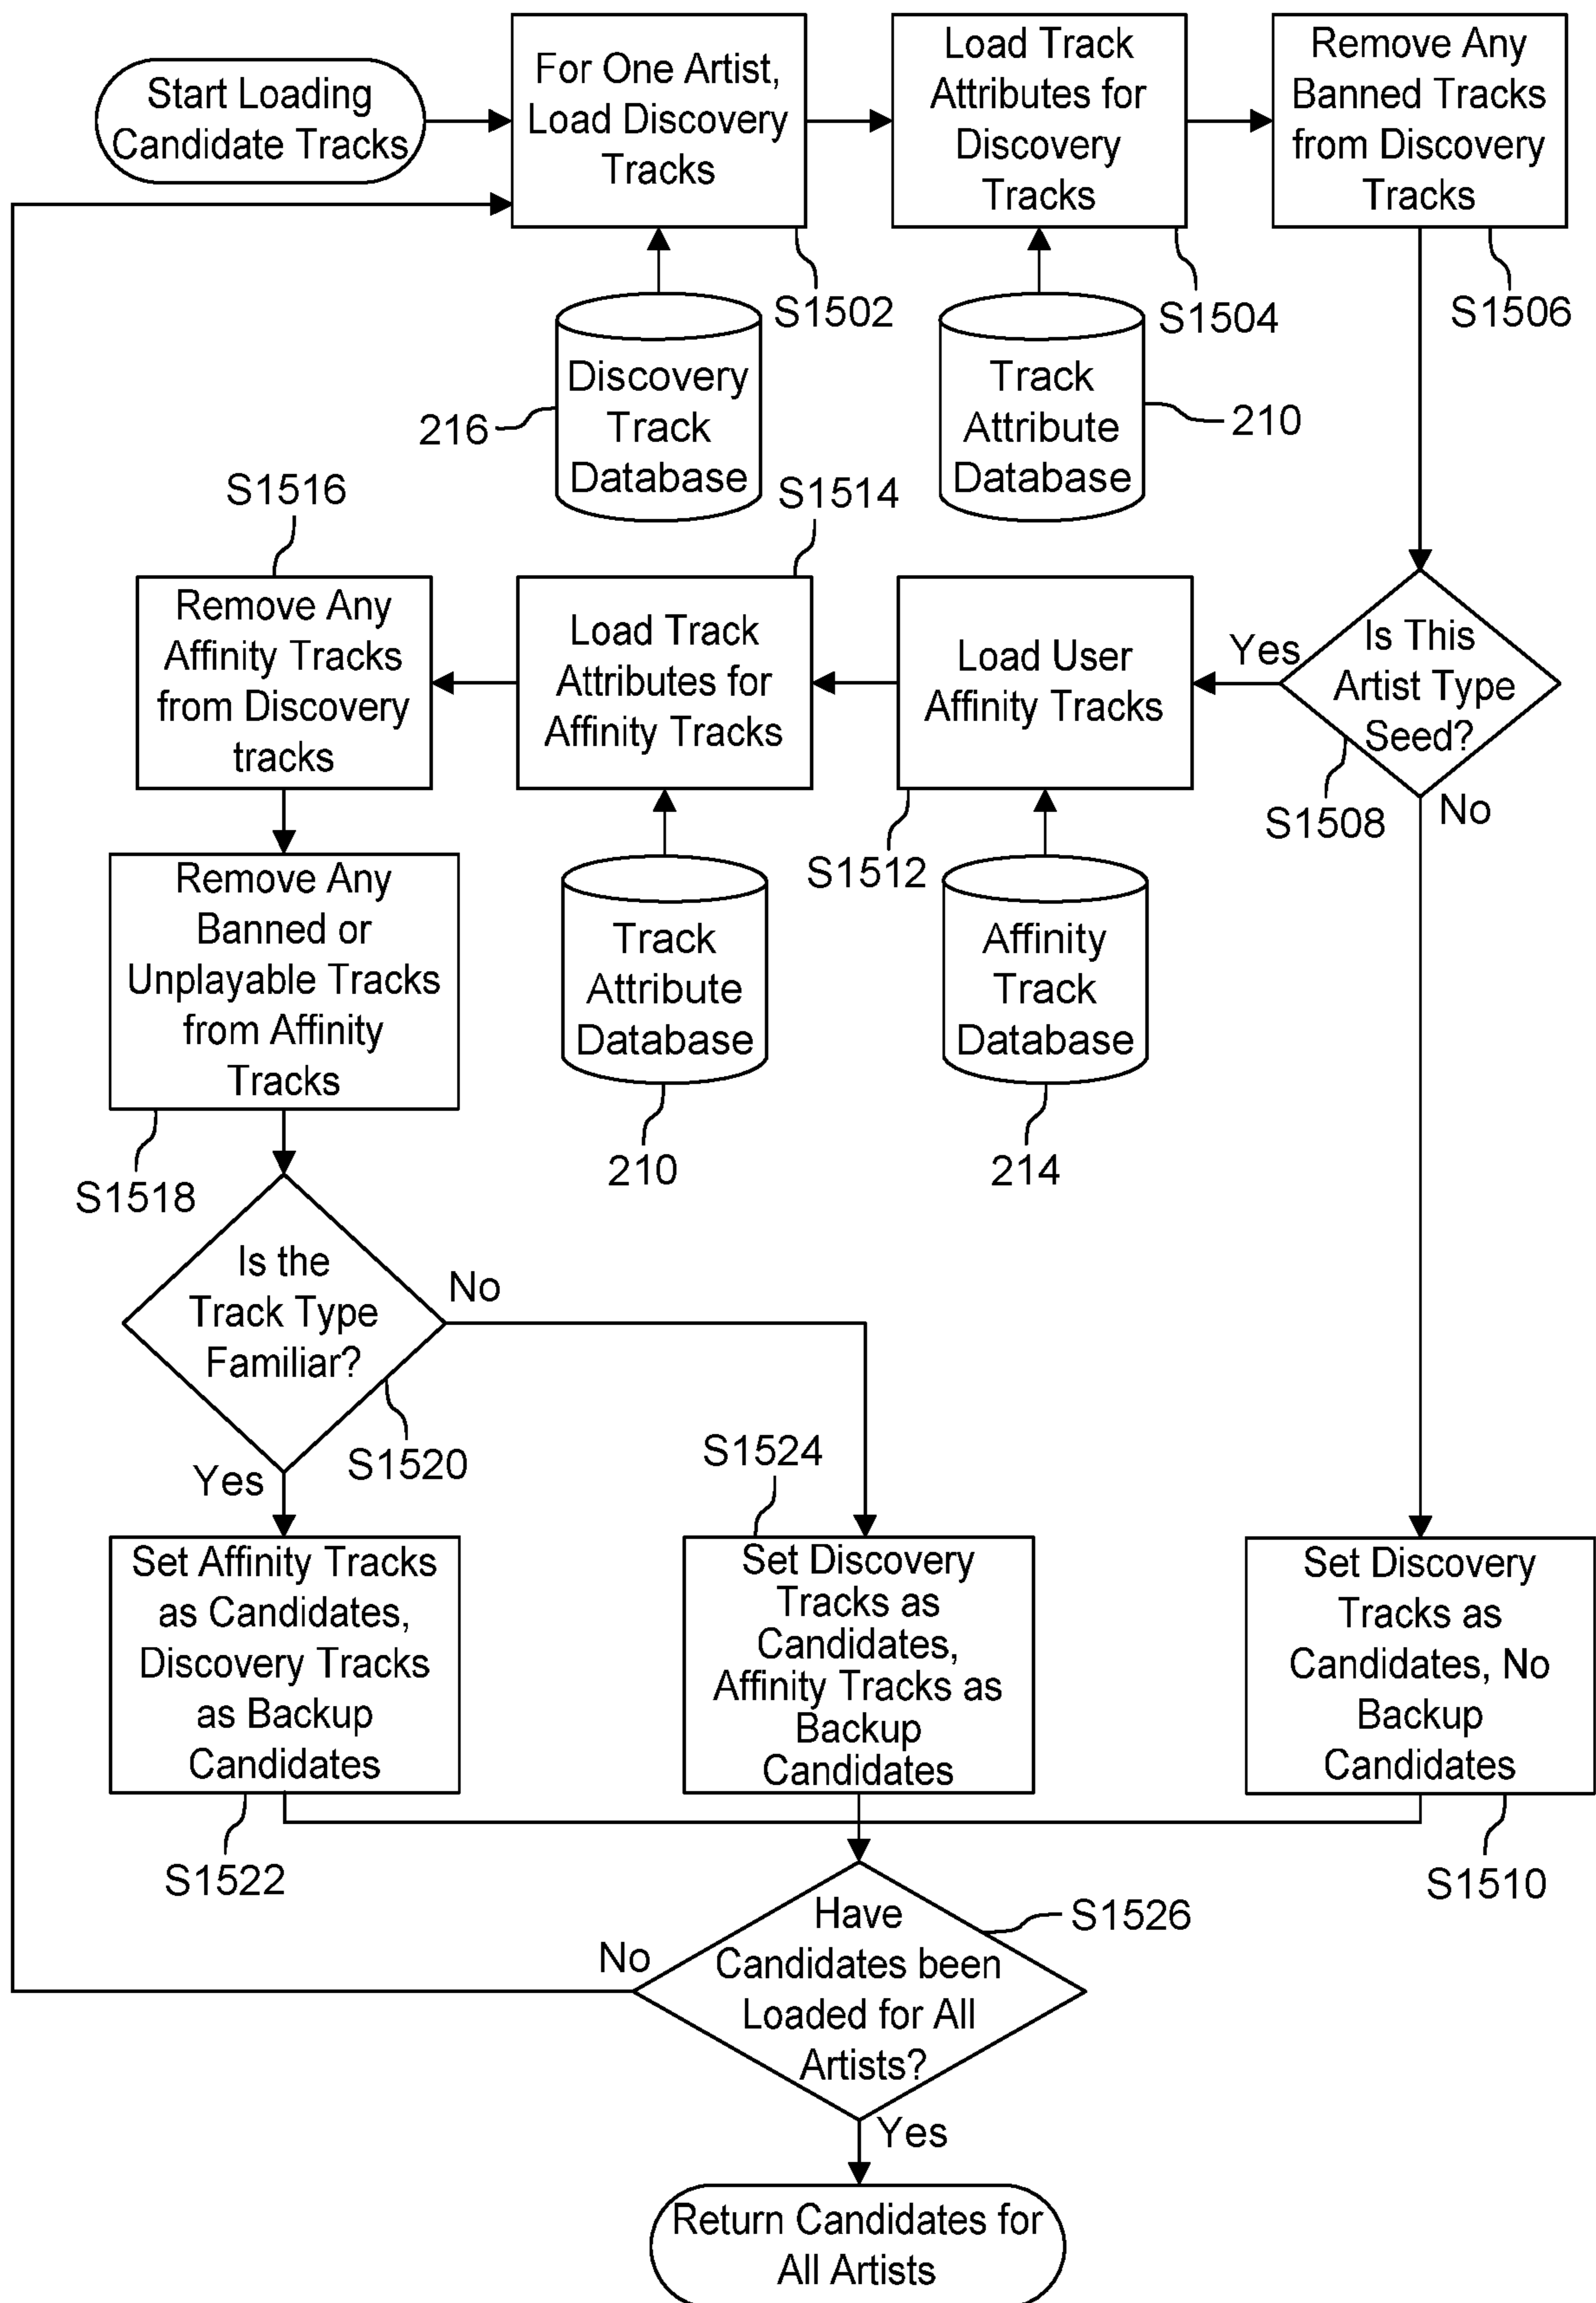 Start Loading
Candidate Tracks
For One Artist,
Load Discovery
Tracks
Load Track
Attributes for
Discovery
Tracks
Remove Any
Banned Tracks
from Discovery
Tracks
S1502
S1504
S1506
Discovery
Track
Database
216
Track
Attribute
Database
210
Is This
Artist Type
Seed?
S1508
Yes
No
Load User
Affinity Tracks
S1512
Affinity
Track
Database
214
S1514
Load Track
Attributes for
Affinity Tracks
Track
Attribute
Database
210
S1516
Remove Any
Affinity Tracks
from Discovery
tracks
Remove Any
Banned or
Unplayable Tracks
from Affinity
Tracks
S1518
Is the
Track Type
Familiar?
S1520
No
Yes
Set Affinity Tracks
as Candidates,
Discovery Tracks
as Backup
Candidates
S1522
S1524
Set Discovery
Tracks as
Candidates,
Affinity Tracks as
Backup
Candidates
Set Discovery
Tracks as
Candidates, No
Backup
Candidates
S1510
Have
Candidates been
Loaded for All
Artists?
S1526
No
Yes
Return Candidates for
All Artists